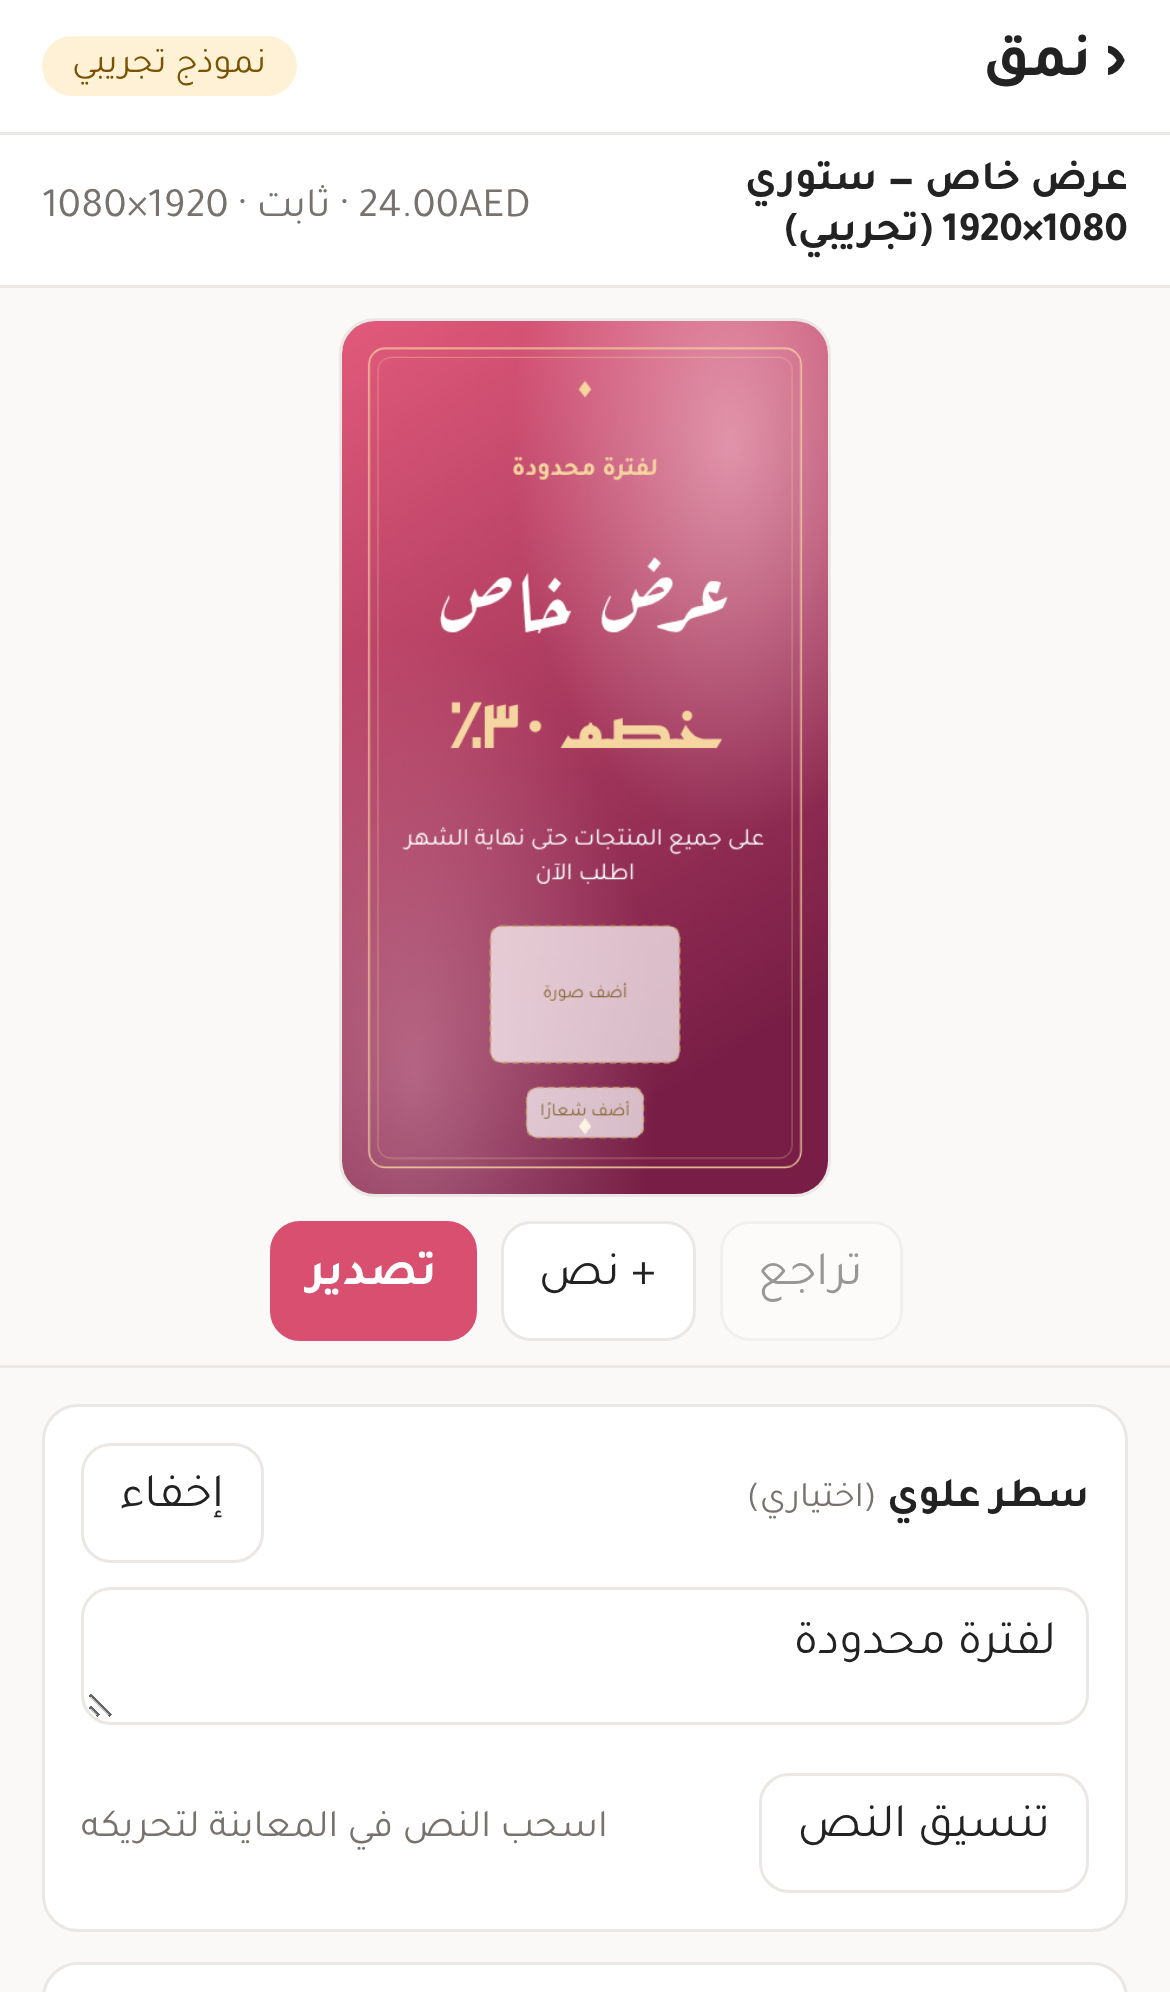 ‹ نمق
نموذج تجريبي
عرض خاص – ستوري
1080×1920 (تجريبي)
24.00AED · ثابت · 1080×1920
لفترة محدودة
عرض خاص
خصم ٣٠٪
على جميع المنتجات حتى نهاية الشهر
اطلب الآن
أضف صورة
أضف شعارًا
تراجع
+ نص
تصدير
سطر علوي (اختياري)
إخفاء
لفترة محدودة
تنسيق النص
اسحب النص في المعاينة لتحريكه